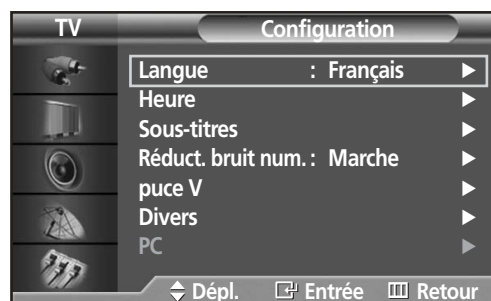 TV Configuration
Langue : Français
Heure
Sous-titres
Réduct. bruit num. : Marche
puce V
Divers
PC
Dépl. Entrée Retour